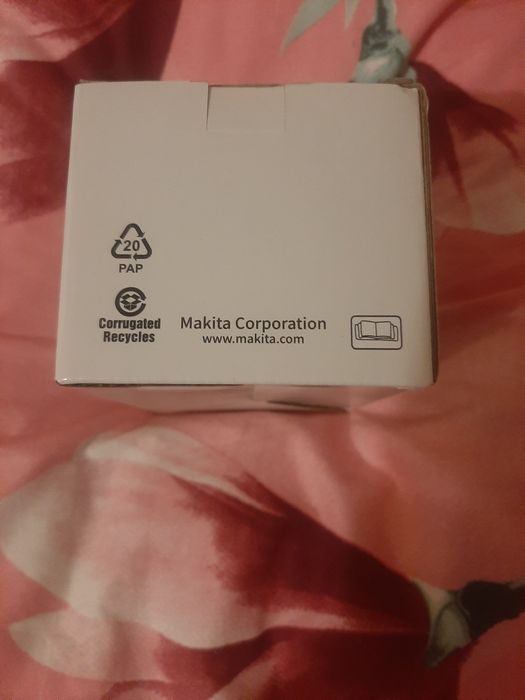 20
PAP
Corrugated
Recycles
Makita Corporation
www.makita.com